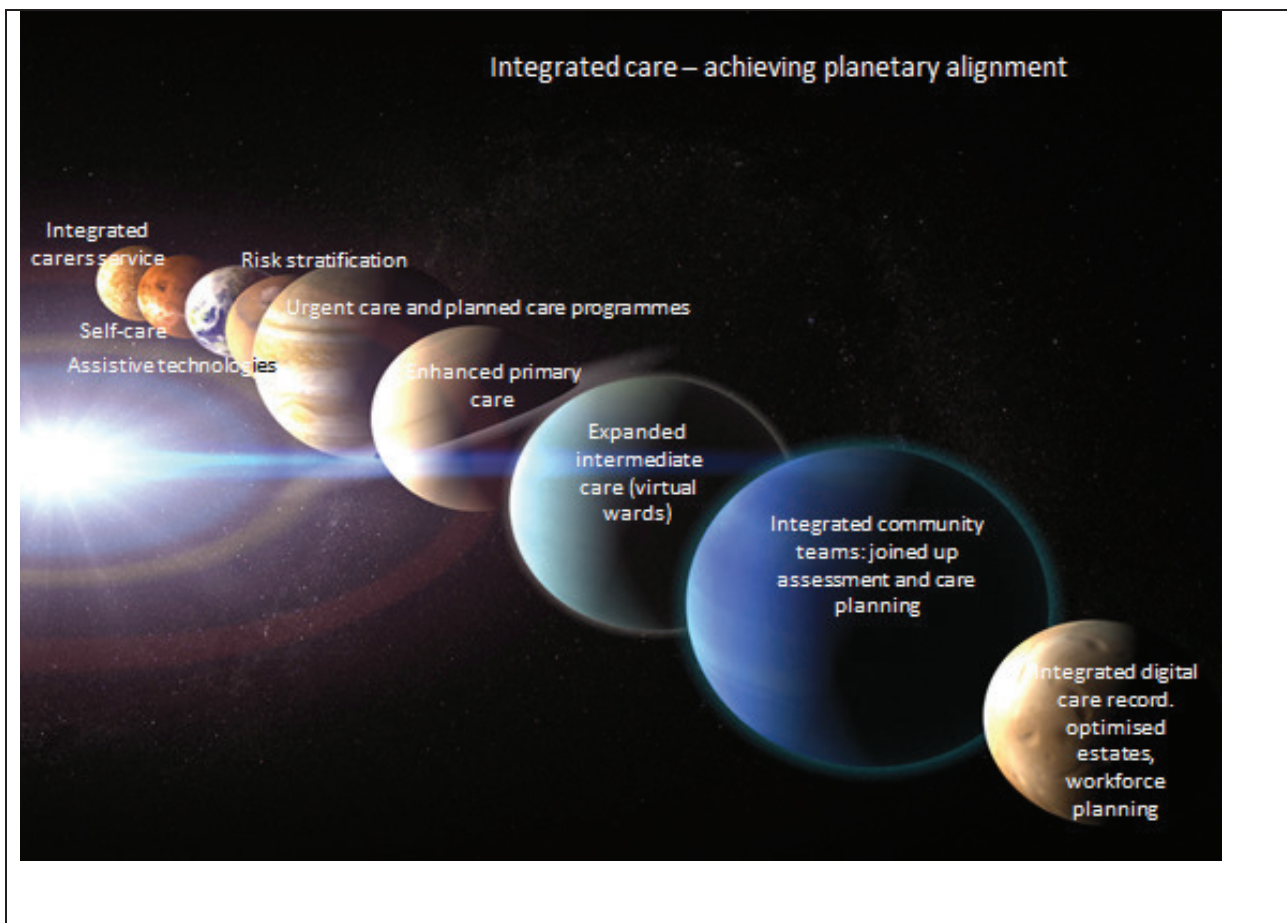 Integrated care – achieving planetary alignment
Integrated
carers service
Risk stratification
Urgent care and planned care programmes
Self-care
Assistive technologies
Enhanced primary
care
Expanded
intermediate
care (virtual
wards)
Integrated community
teams: joined up
assessment and care
planning
Integrated digital
care record.
optimised
estates,
workforce
planning